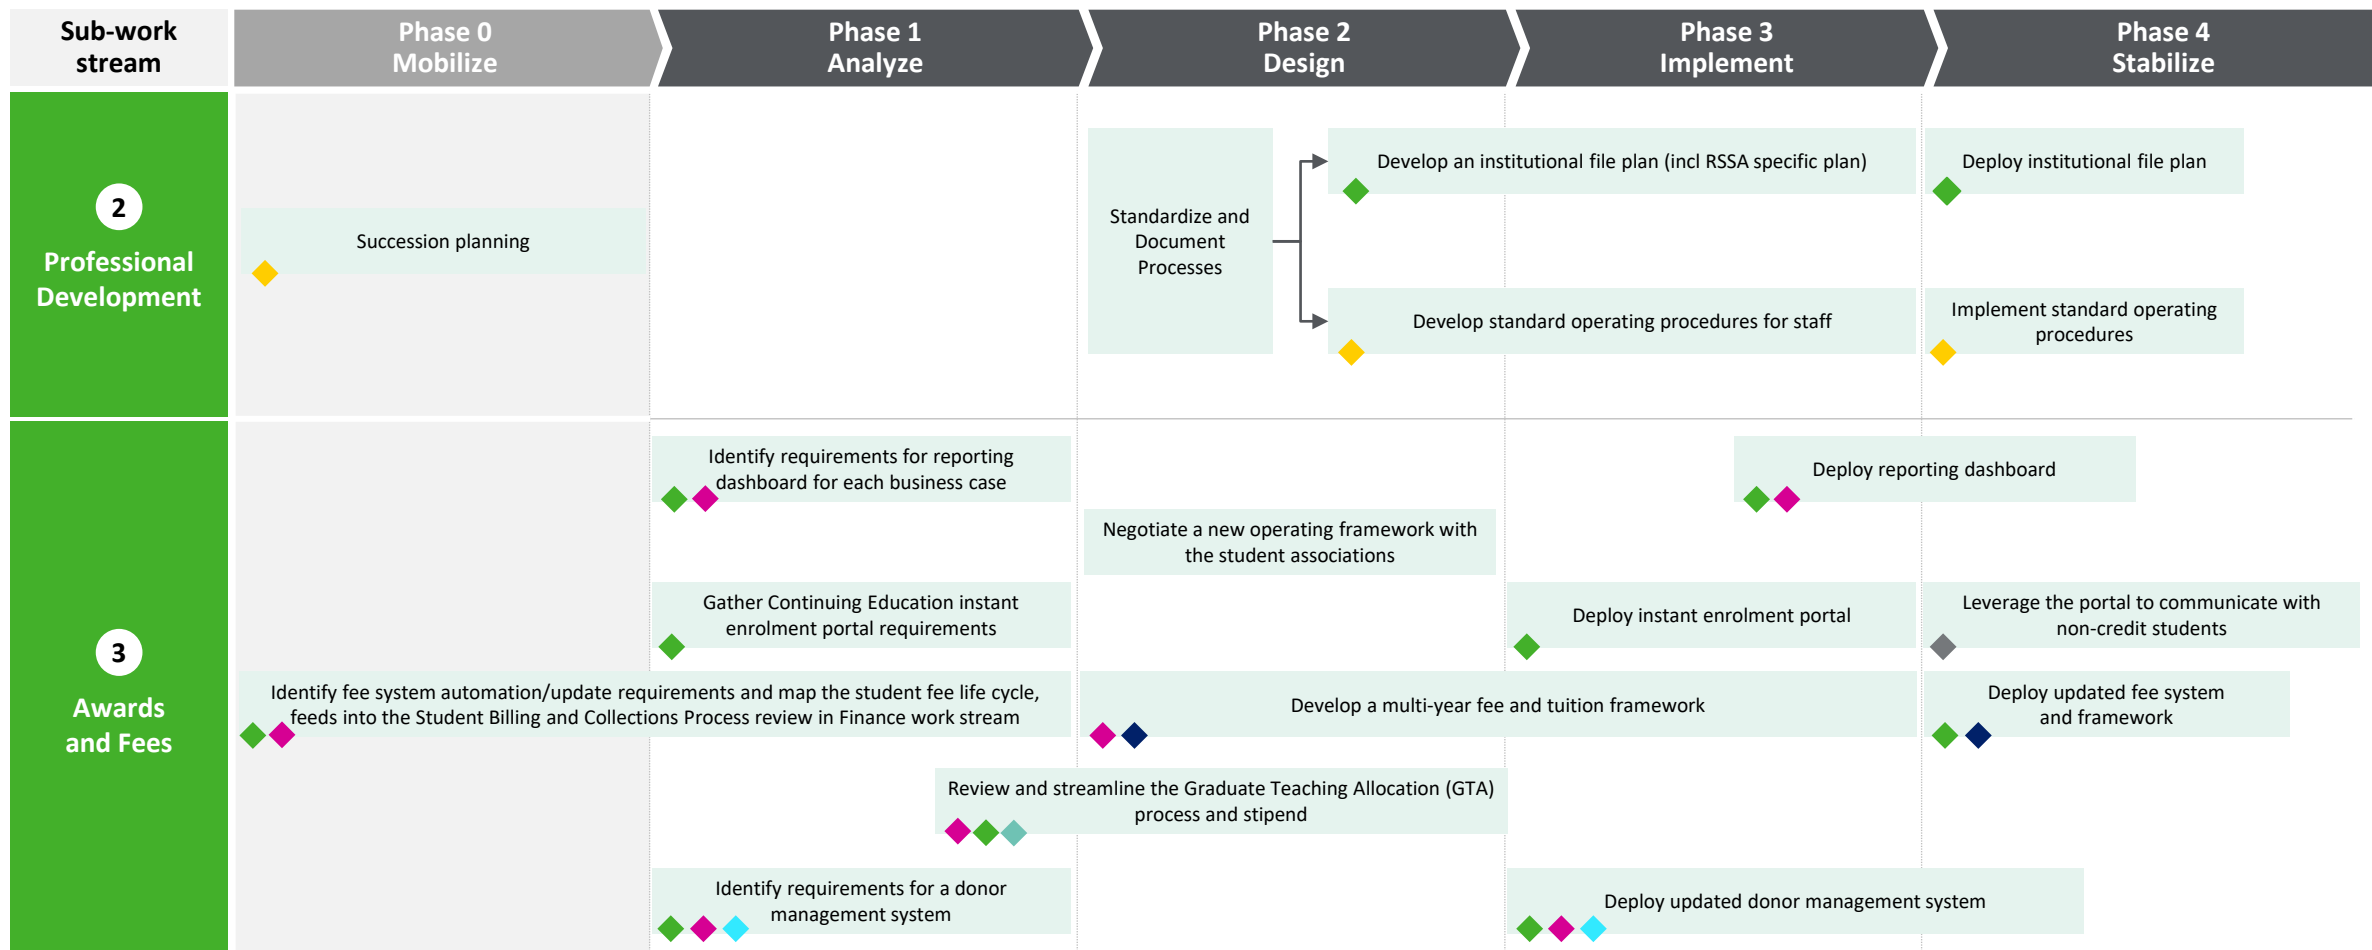 Sub-work
stream
Phase 0
Mobilize
Phase 1
Analyze
Phase 2
Design
Phase 3
Implement
Phase 4
Stabilize
2
Professional
Development
Succession planning
Standardize and
Document
Processes
Develop an institutional file plan (incl RSSA specific plan)
Deploy institutional file plan
Develop standard operating procedures for staff
Implement standard operating
procedures
3
Awards
and Fees
Identify requirements for reporting
dashboard for each business case
Deploy reporting dashboard
Negotiate a new operating framework with
the student associations
Gather Continuing Education instant
enrolment portal requirements
Deploy instant enrolment portal
Leverage the portal to communicate with
non-credit students
Identify fee system automation/update requirements and map the student fee life cycle,
feeds into the Student Billing and Collections Process review in Finance work stream
Develop a multi-year fee and tuition framework
Deploy updated fee system
and framework
Review and streamline the Graduate Teaching Allocation (GTA)
process and stipend
Identify requirements for a donor
management system
Deploy updated donor management system